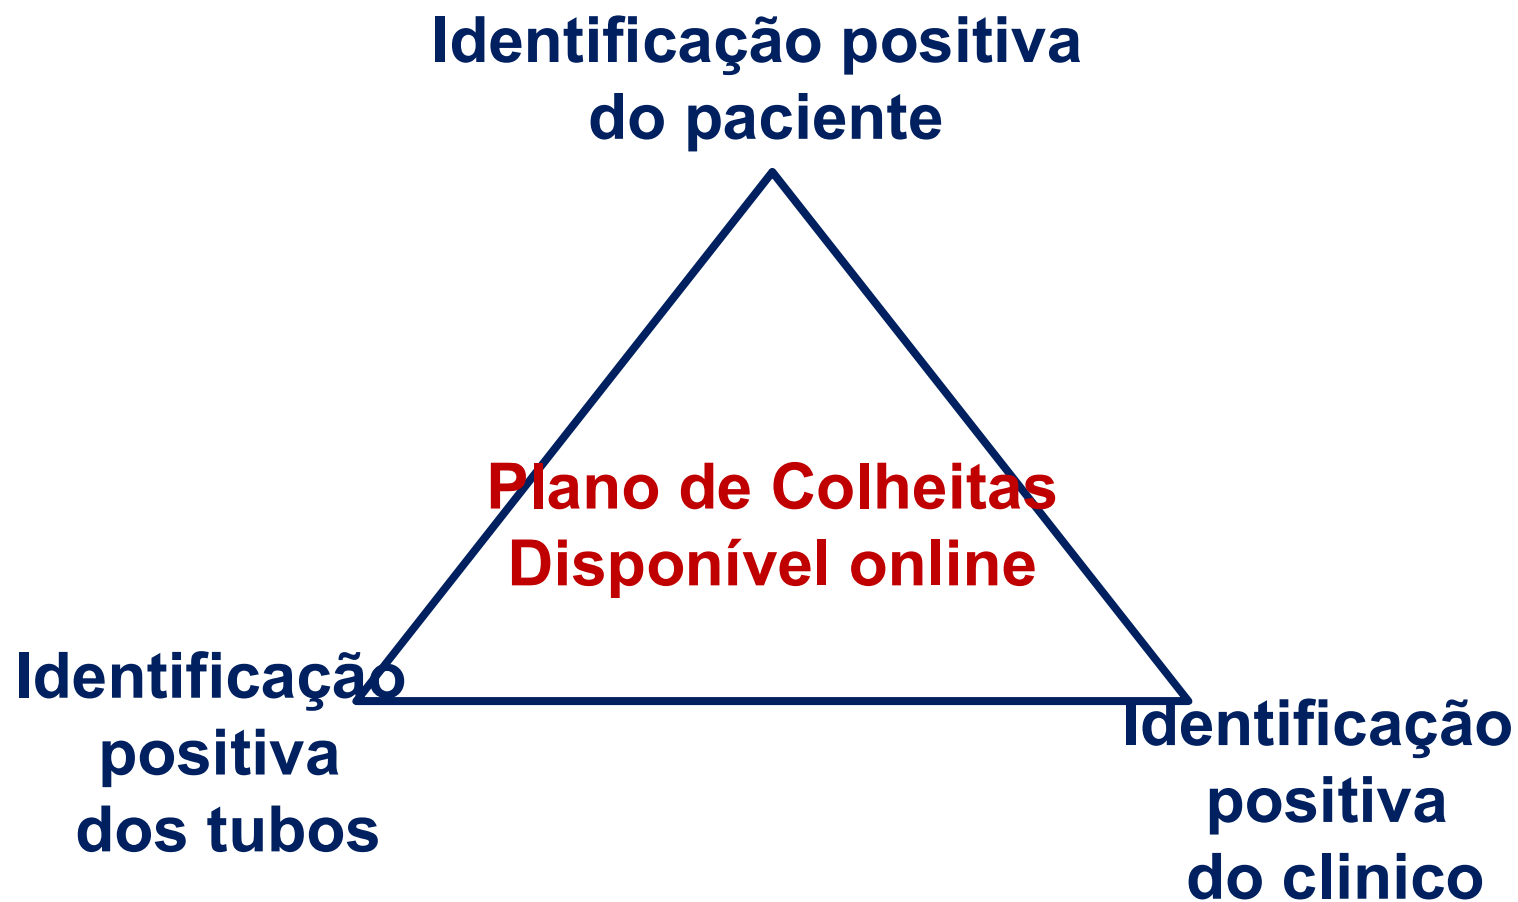 Identificação positiva
do paciente
Plano de Colheitas
Disponível online
Identificação
positiva
dos tubos
Identificação
positiva
do clinico